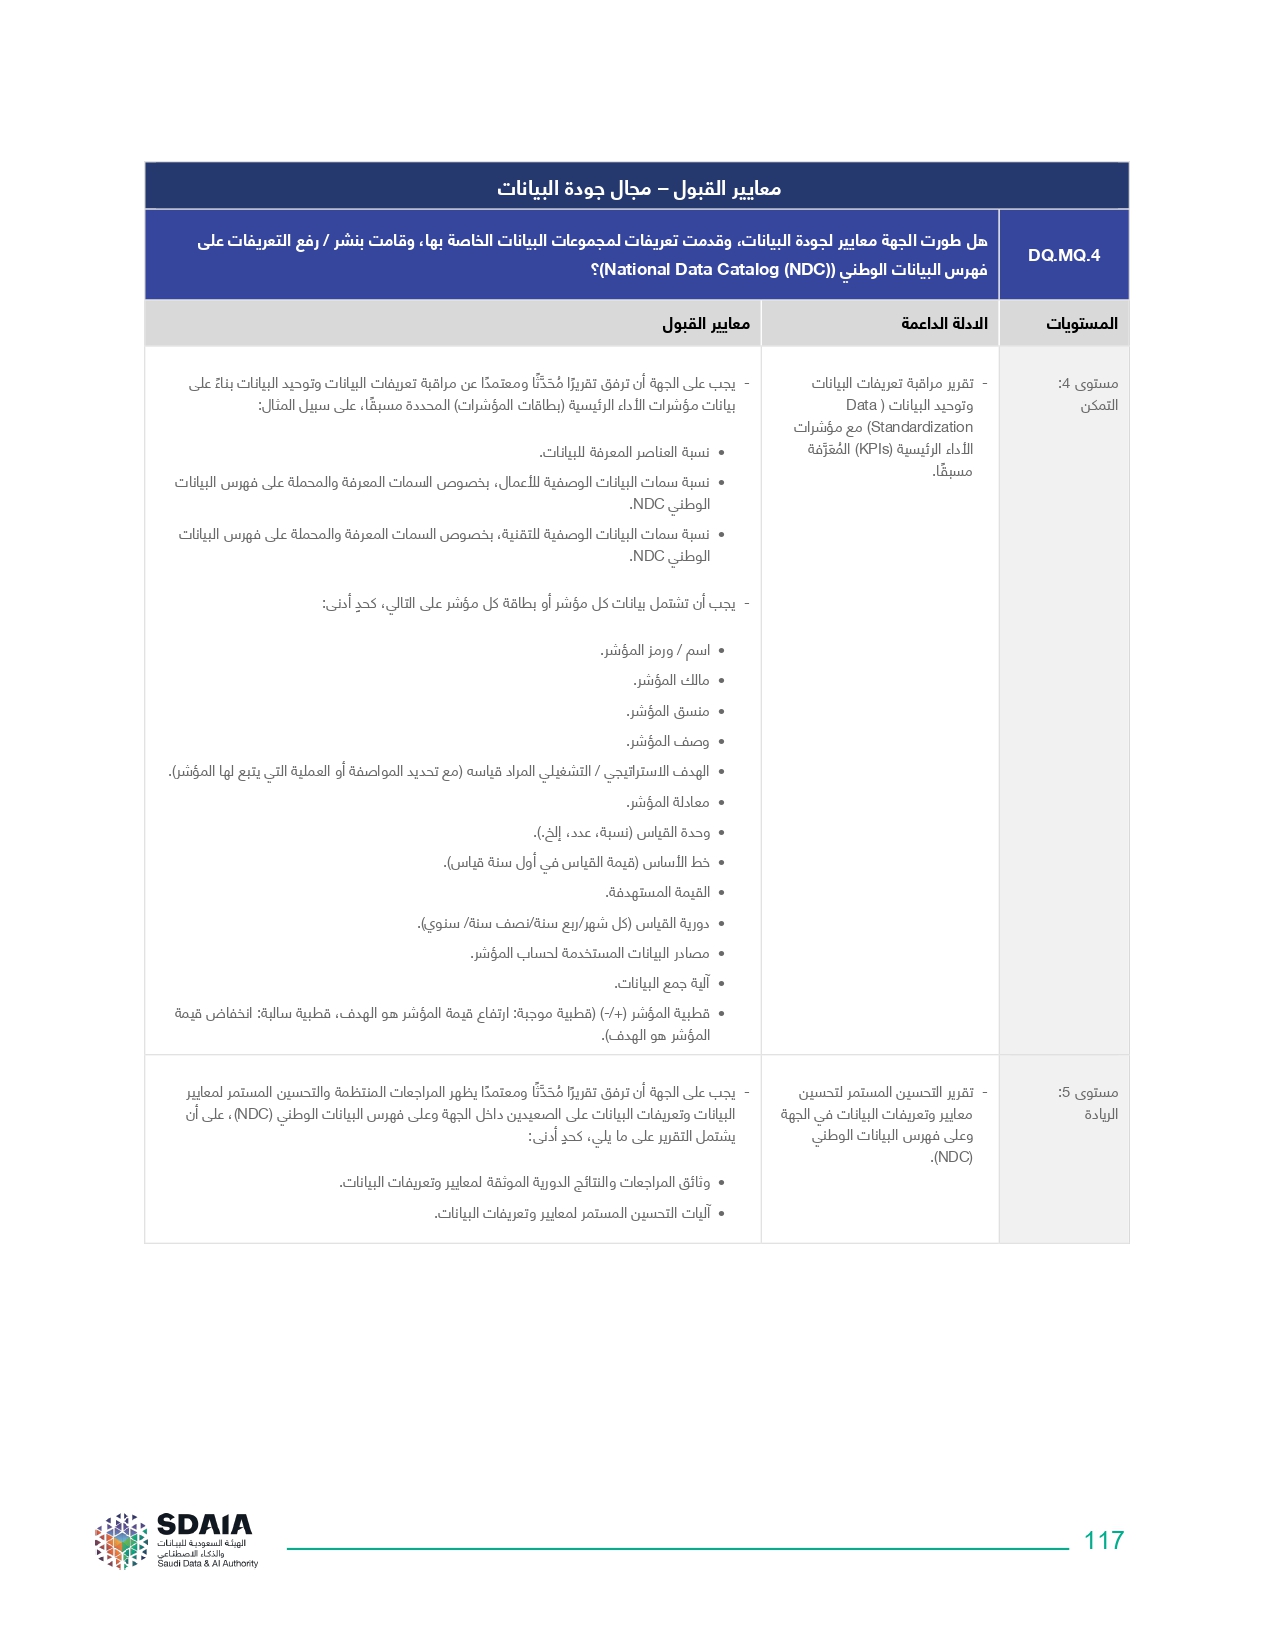 معايير القبول – مجال جودة البيانات
DQ.MQ.4
هل طورت الجهة معايير لجودة البيانات، وقدمت تعريفات لمجموعات البيانات الخاصة بها، وقامت بنشر / رفع التعريفات على
فهرس البيانات الوطني ((National Data Catalog (NDC)؟
المستويات
الادلة الداعمة
معايير القبول
مستوى 4:
التمكن
- تقرير مراقبة تعريفات البيانات
وتوحيد البيانات ( Data
Standardization) مع مؤشرات
الأداء الرئيسية (KPIs) المُعَرَّفة
مسبقًا.
- يجب على الجهة أن ترفق تقريرًا مُحَدَّثًا ومعتمدًا عن مراقبة تعريفات البيانات وتوحيد البيانات بناءً على
بيانات مؤشرات الأداء الرئيسية (بطاقات المؤشرات) المحددة مسبقًا، على سبيل المثال:
• نسبة العناصر المعرفة للبيانات.
• نسبة سمات البيانات الوصفية للأعمال، بخصوص السمات المعرفة والمحملة على فهرس البيانات
الوطني NDC.
• نسبة سمات البيانات الوصفية للتقنية، بخصوص السمات المعرفة والمحملة على فهرس البيانات
الوطني NDC.
- يجب أن تشتمل بيانات كل مؤشر أو بطاقة كل مؤشر على التالي، كحدٍ أدنى:
• اسم / ورمز المؤشر.
• مالك المؤشر.
• منسق المؤشر.
• وصف المؤشر.
• الهدف الاستراتيجي / التشغيلي المراد قياسه (مع تحديد المواصفة أو العملية التي يتبع لها المؤشر).
• معادلة المؤشر.
• وحدة القياس (نسبة، عدد، إلخ.).
• خط الأساس (قيمة القياس في أول سنة قياس).
• القيمة المستهدفة.
• دورية القياس (كل شهر/ربع سنة/نصف سنة/ سنوي).
• مصادر البيانات المستخدمة لحساب المؤشر.
• آلية جمع البيانات.
• قطبية المؤشر (+/-) (قطبية موجبة: ارتفاع قيمة المؤشر هو الهدف، قطبية سالبة: انخفاض قيمة
المؤشر هو الهدف).
مستوى 5:
الريادة
- تقرير التحسين المستمر لتحسين
معايير وتعريفات البيانات في الجهة
وعلى فهرس البيانات الوطني
(NDC).
- يجب على الجهة أن ترفق تقريرًا مُحَدَّثًا ومعتمدًا يظهر المراجعات المنتظمة والتحسين المستمر لمعايير
البيانات وتعريفات البيانات على الصعيدين داخل الجهة وعلى فهرس البيانات الوطني (NDC)، على أن
يشتمل التقرير على ما يلي، كحدٍ أدنى:
• وثائق المراجعات والنتائج الدورية الموثقة لمعايير وتعريفات البيانات.
• آليات التحسين المستمر لمعايير وتعريفات البيانات.
SDAIA
الهيئة السعودية للبيانات
والذكاء الاصطناعي
Saudi Data & AI Authority
117